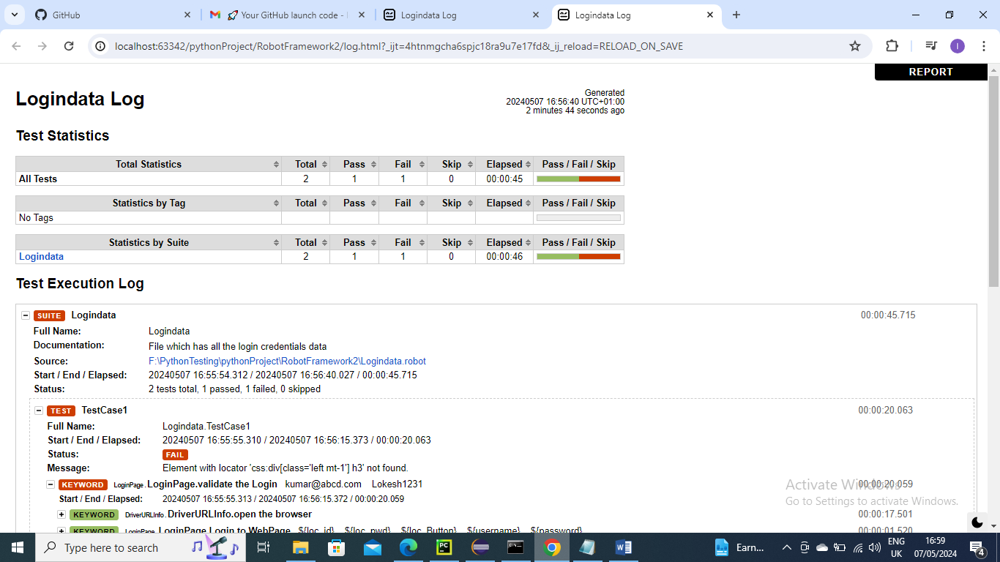 GitHub
🚀 Your GitHub launch code -
Logindata Log
Logindata Log
localhost:63342/pythonProject/RobotFramework2/log.html?_ijt=4htnmgcha6spjc18ra9u7e17fd&_ij_reload=RELOAD_ON_SAVE
I
REPORT
Logindata Log
Generated
20240507 16:56:40 UTC+01:00
2 minutes 44 seconds ago
Test Statistics
Total Statistics Total Pass Fail Skip Elapsed Pass / Fail / Skip
All Tests 2 1 1 0 00:00:45
Statistics by Tag Total Pass Fail Skip Elapsed Pass / Fail / Skip
No Tags
Statistics by Suite Total Pass Fail Skip Elapsed Pass / Fail / Skip
Logindata 2 1 1 0 00:00:46
Test Execution Log
SUITE Logindata 00:00:45.715
Full Name: Logindata
Documentation: File which has all the login credentials data
Source: F:\PythonTesting\pythonProject\RobotFramework2\Logindata.robot
Start / End / Elapsed: 20240507 16:55:54.312 / 20240507 16:56:40.027 / 00:00:45.715
Status: 2 tests total, 1 passed, 1 failed, 0 skipped
TEST TestCase1 00:00:20.063
Full Name: Logindata.TestCase1
Start / End / Elapsed: 20240507 16:55:55.310 / 20240507 16:56:15.373 / 00:00:20.063
Status: FAIL
Message: Element with locator 'css:div[class='left mt-1'] h3' not found.
KEYWORD LoginPage.LoginPage.validate the Login kumar@abcd.com Lokesh1231 00:00:20.059
Start / End / Elapsed: 20240507 16:55:55.313 / 20240507 16:56:15.372 / 00:00:20.059
KEYWORD DriverURLInfo.DriverURLInfo.open the browser 00:00:17.501
KEYWORD LoginPage.LoginPage.Login to WebPage ${loc_id} ${loc_pwd} ${loc_Button} ${username} ${password} 00:00:01.520
Activate Windows
Go to Settings to activate Windows.
Type here to search
PC
W
Earn...
ENG
UK
16:59
07/05/2024
4